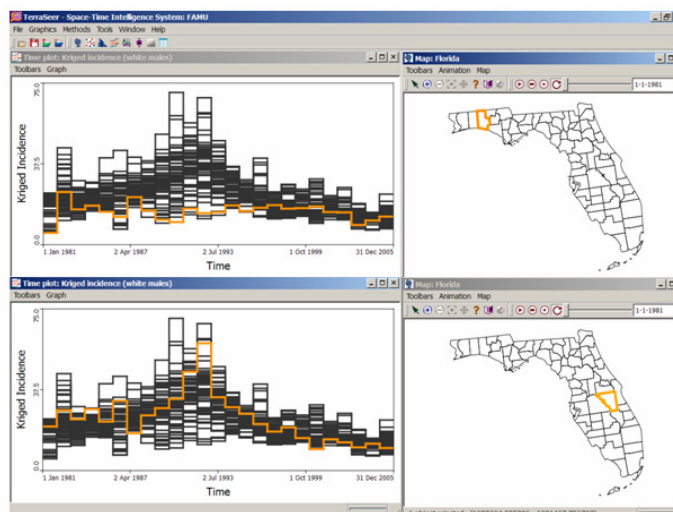 TerraSeer - Space-Time Intelligence System: FAMU
File Graphics Methods Tools Window Help
Time plot: Kriged incidence (white males)
Toolbars Graph
75.0
37.5
0.0
Kriged Incidence
1 Jan 1981 2 Apr 1987 2 Jul 1993 1 Oct 1999 31 Dec 2005
Time
Map: Florida
Toolbars Animation Map
1-1-1981
Time plot: Kriged incidence (white males)
Toolbars Graph
75.0
37.5
0.0
Kriged Incidence
1 Jan 1981 2 Apr 1987 2 Jul 1993 1 Oct 1999 31 Dec 2005
Time
Map: Florida
Toolbars Animation Map
1-1-1981